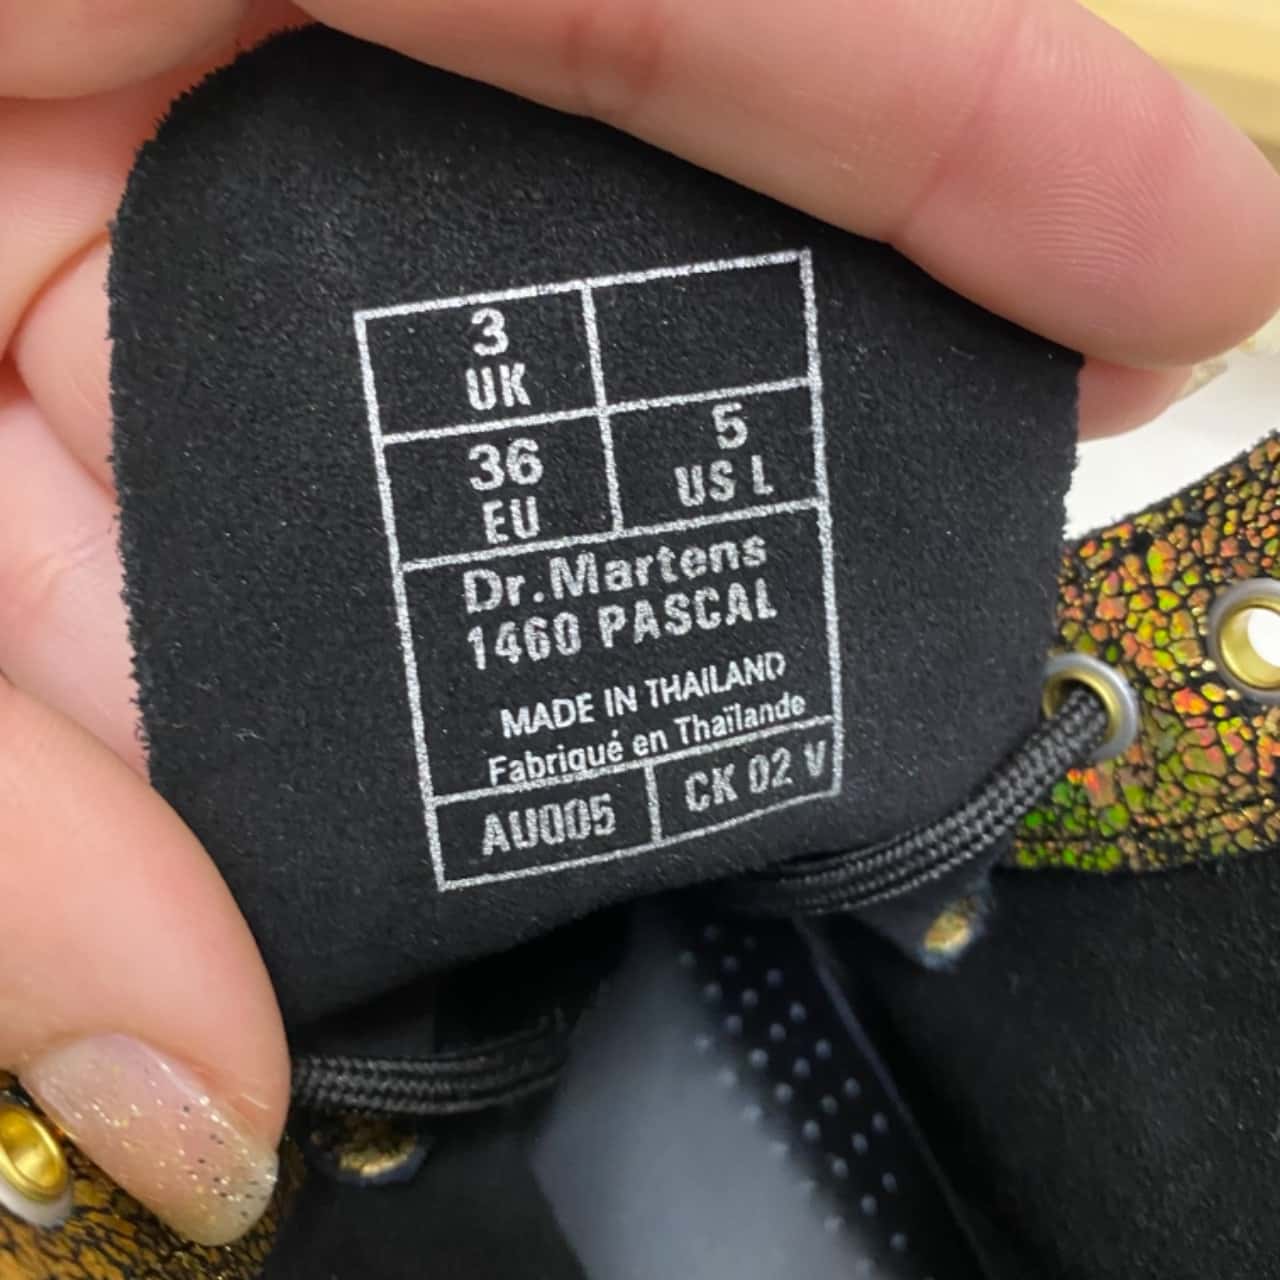 3
UK
36
EU
5
US L
Dr.Martens
1460 PASCAL
MADE IN THAILAND
Fabriqué en Thaïlande
AU005
CK 02 V